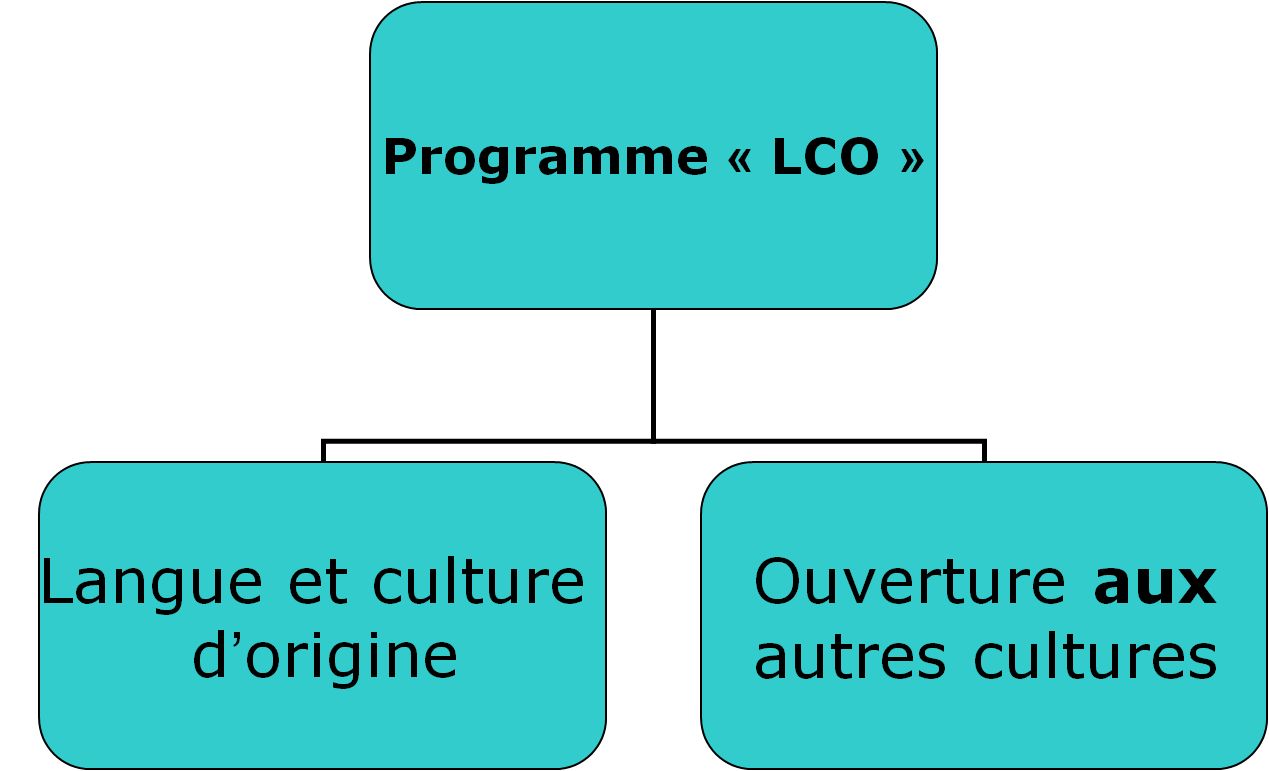 Programme « LCO »
Langue et culture
d’origine
Ouverture aux
autres cultures